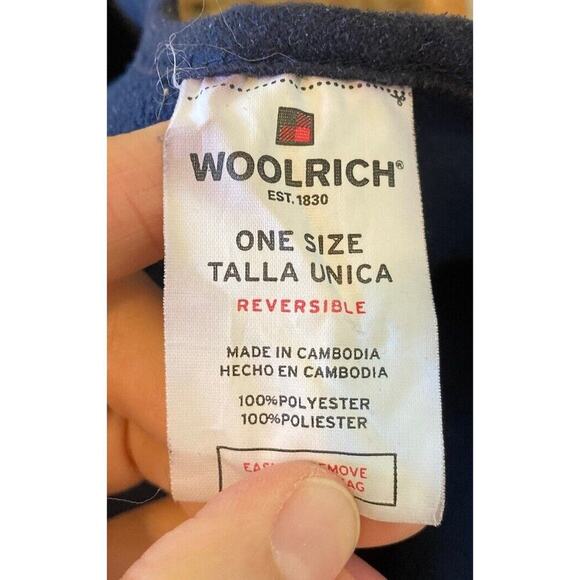 WOOLRICH®
EST. 1830
ONE SIZE
TALLA UNICA
REVERSIBLE
MADE IN CAMBODIA
HECHO EN CAMBODIA
100%POLYESTER
100%POLIESTER